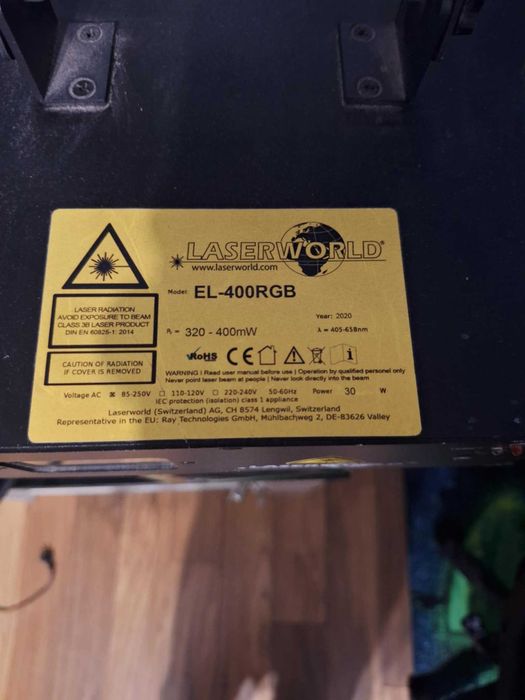 LASERWORLD®
www.laserworld.com
Model: EL-400RGB
LASER RADIATION
AVOID EXPOSURE TO BEAM
CLASS 3B LASER PRODUCT
DIN EN 60825-1: 2014
Year: 2020
P₀ = 320 - 400mW λ = 405-658nm
CAUTION OF RADIATION
IF COVER IS REMOVED
RoHS CE i
WARNING ! Read user manual before use | Operation by qualified personel only
Never point laser beam at people | Never look directly into the beam
Voltage AC ☒ 85-250V ☐ 110-120V ☐ 220-240V 50-60Hz Power 30 W
IEC protection (isolation) class 1 appliance
Laserworld (Switzerland) AG, CH 8574 Lengwil, Switzerland
Representative in the EU: Ray Technologies GmbH, Mühlbachweg 2, DE-83626 Valley